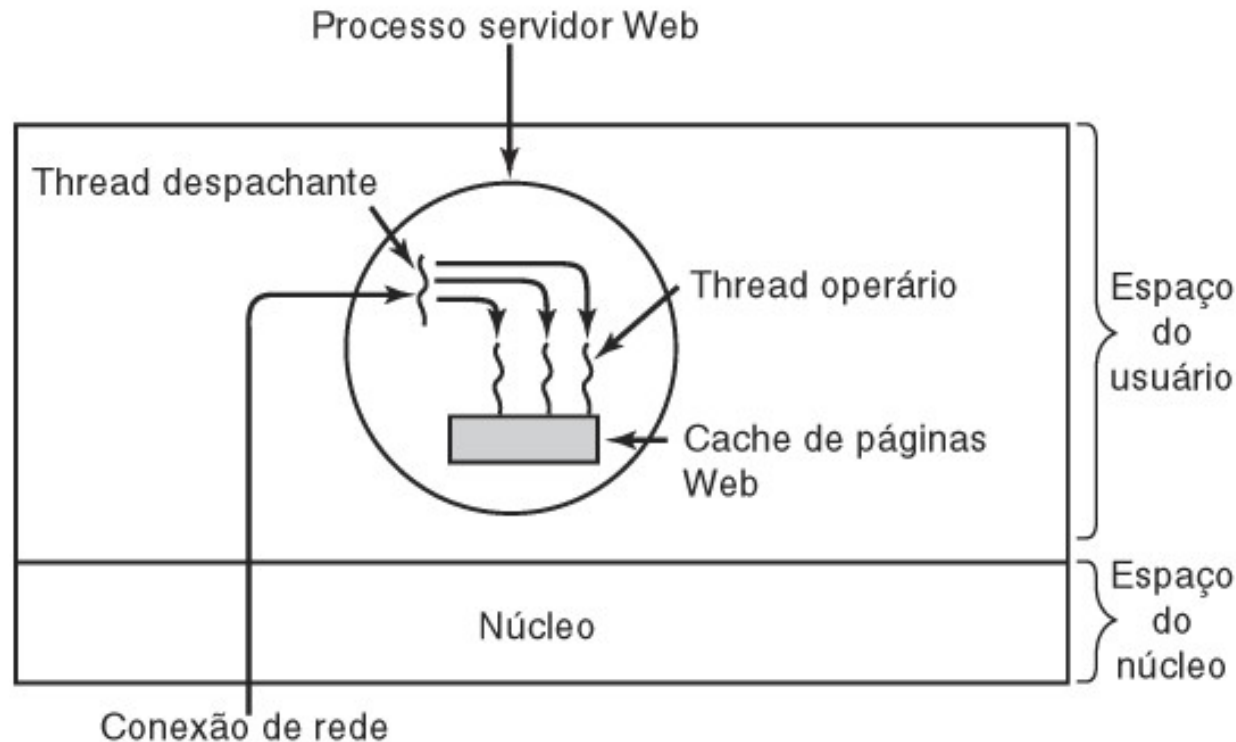 Processo servidor Web
Thread despachante
Thread operário
Espaço
do
usuário
Cache de páginas
Web
Espaço
do
núcleo
Núcleo
Conexão de rede